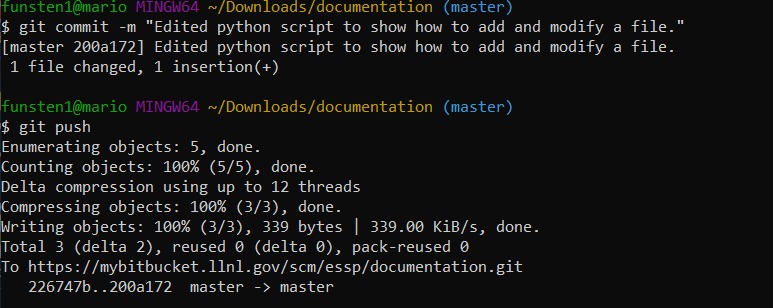 funsten1@mario MINGW64 ~/Downloads/documentation (master)
$ git commit -m "Edited python script to show how to add and modify a file."
[master 200a172] Edited python script to show how to add and modify a file.
 1 file changed, 1 insertion(+)
funsten1@mario MINGW64 ~/Downloads/documentation (master)
$ git push
Enumerating objects: 5, done.
Counting objects: 100% (5/5), done.
Delta compression using up to 12 threads
Compressing objects: 100% (3/3), done.
Writing objects: 100% (3/3), 339 bytes | 339.00 KiB/s, done.
Total 3 (delta 2), reused 0 (delta 0), pack-reused 0
To https://mybitbucket.llnl.gov/scm/essp/documentation.git
   226747b..200a172  master -> master